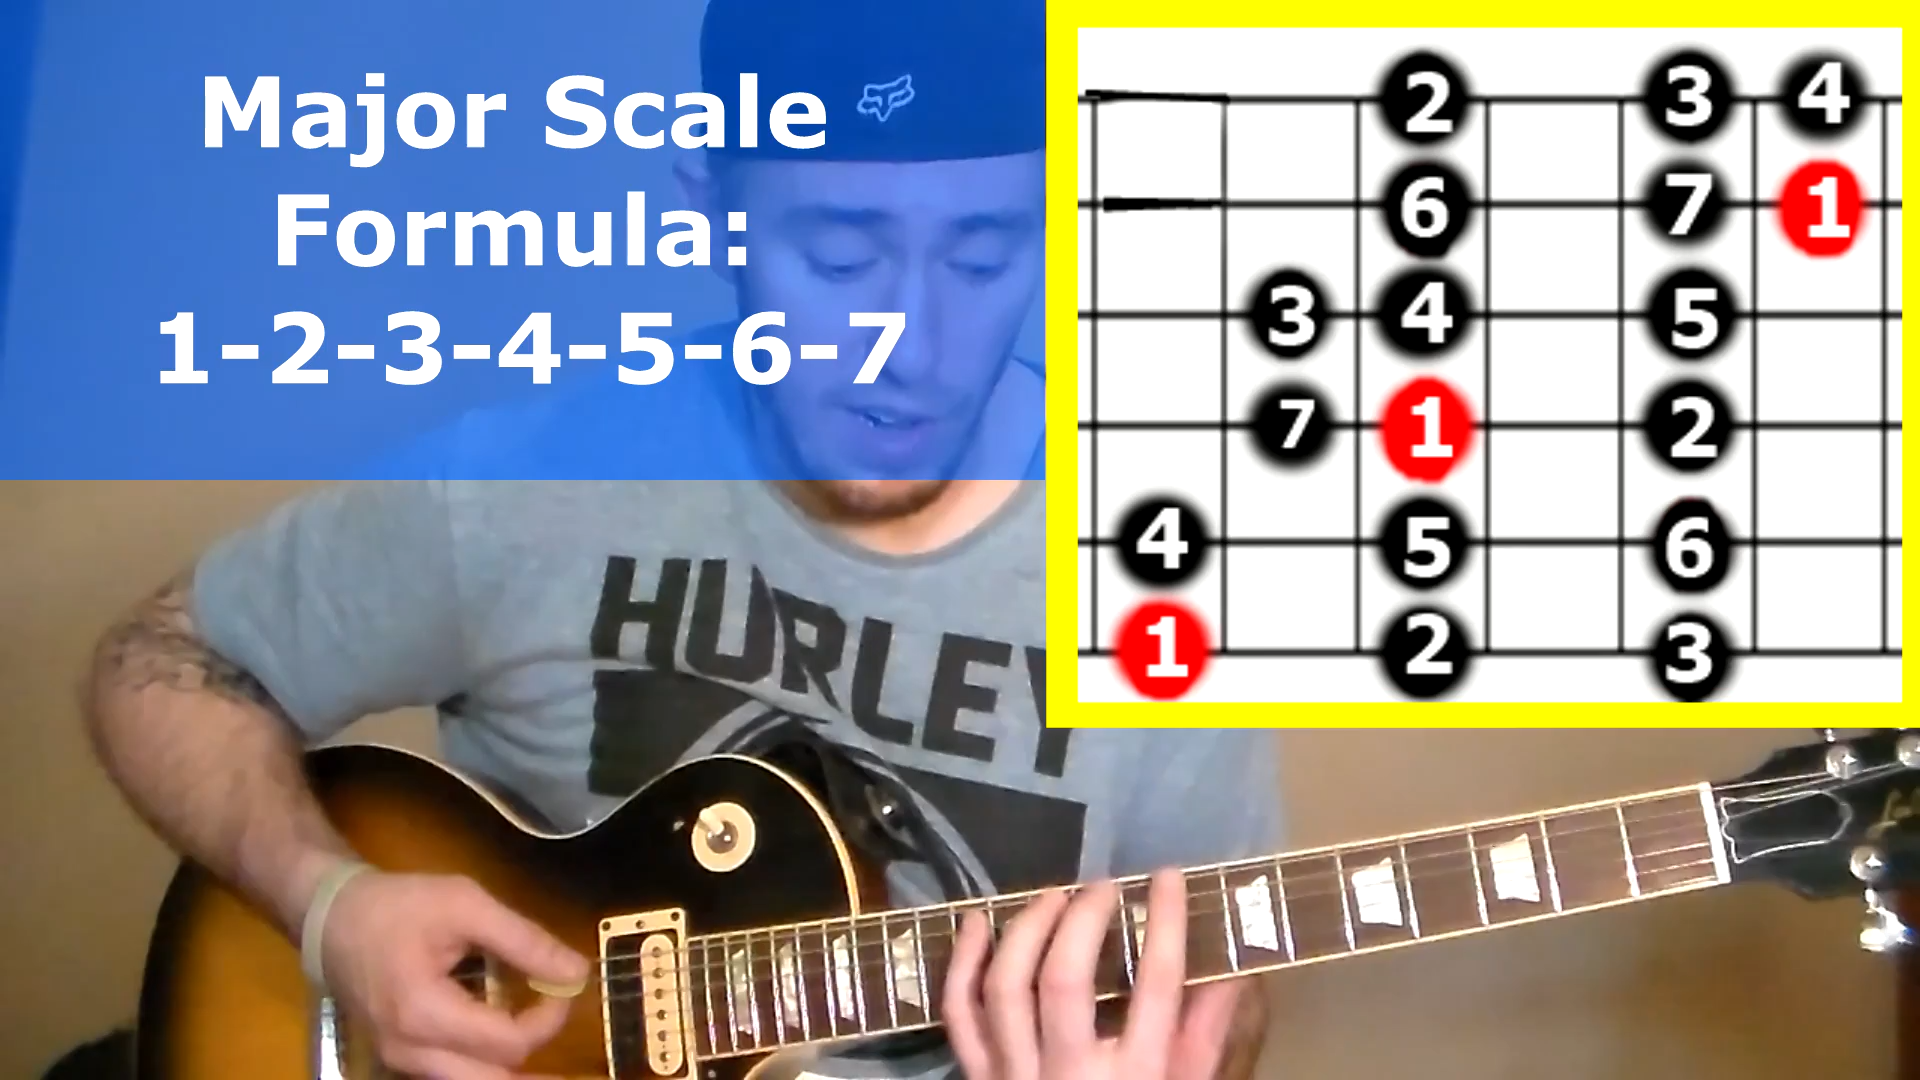 Major Scale
Formula:
1-2-3-4-5-6-7
2 3 4
6 7 1
3 4 5
7 1 2
4 5 6
1 2 3
HURLEY